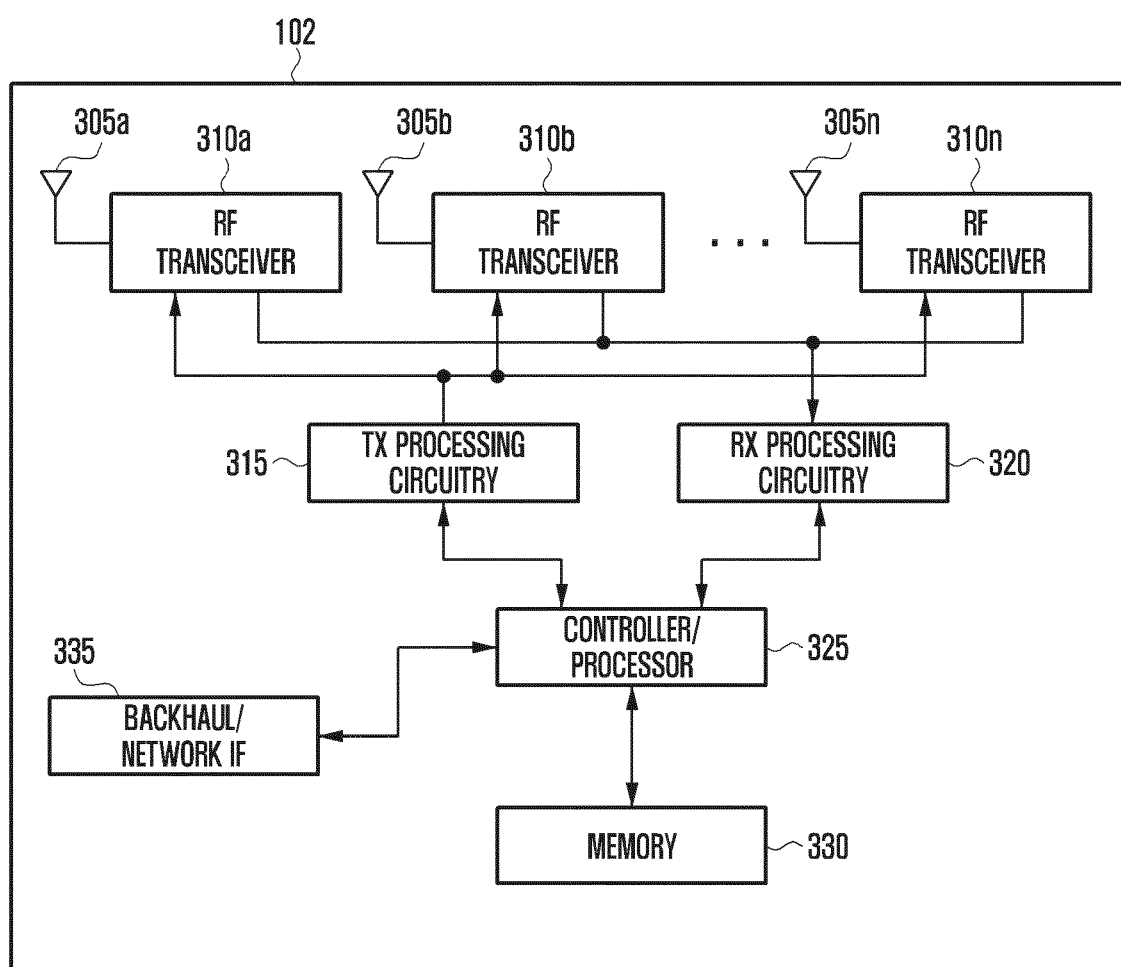 102
305a
310a
305b
310b
305n
310n
RF
TRANSCEIVER
RF
TRANSCEIVER
. . .
RF
TRANSCEIVER
315
TX PROCESSING
CIRCUITRY
RX PROCESSING
CIRCUITRY
320
335
CONTROLLER/
PROCESSOR
325
BACKHAUL/
NETWORK IF
MEMORY
330